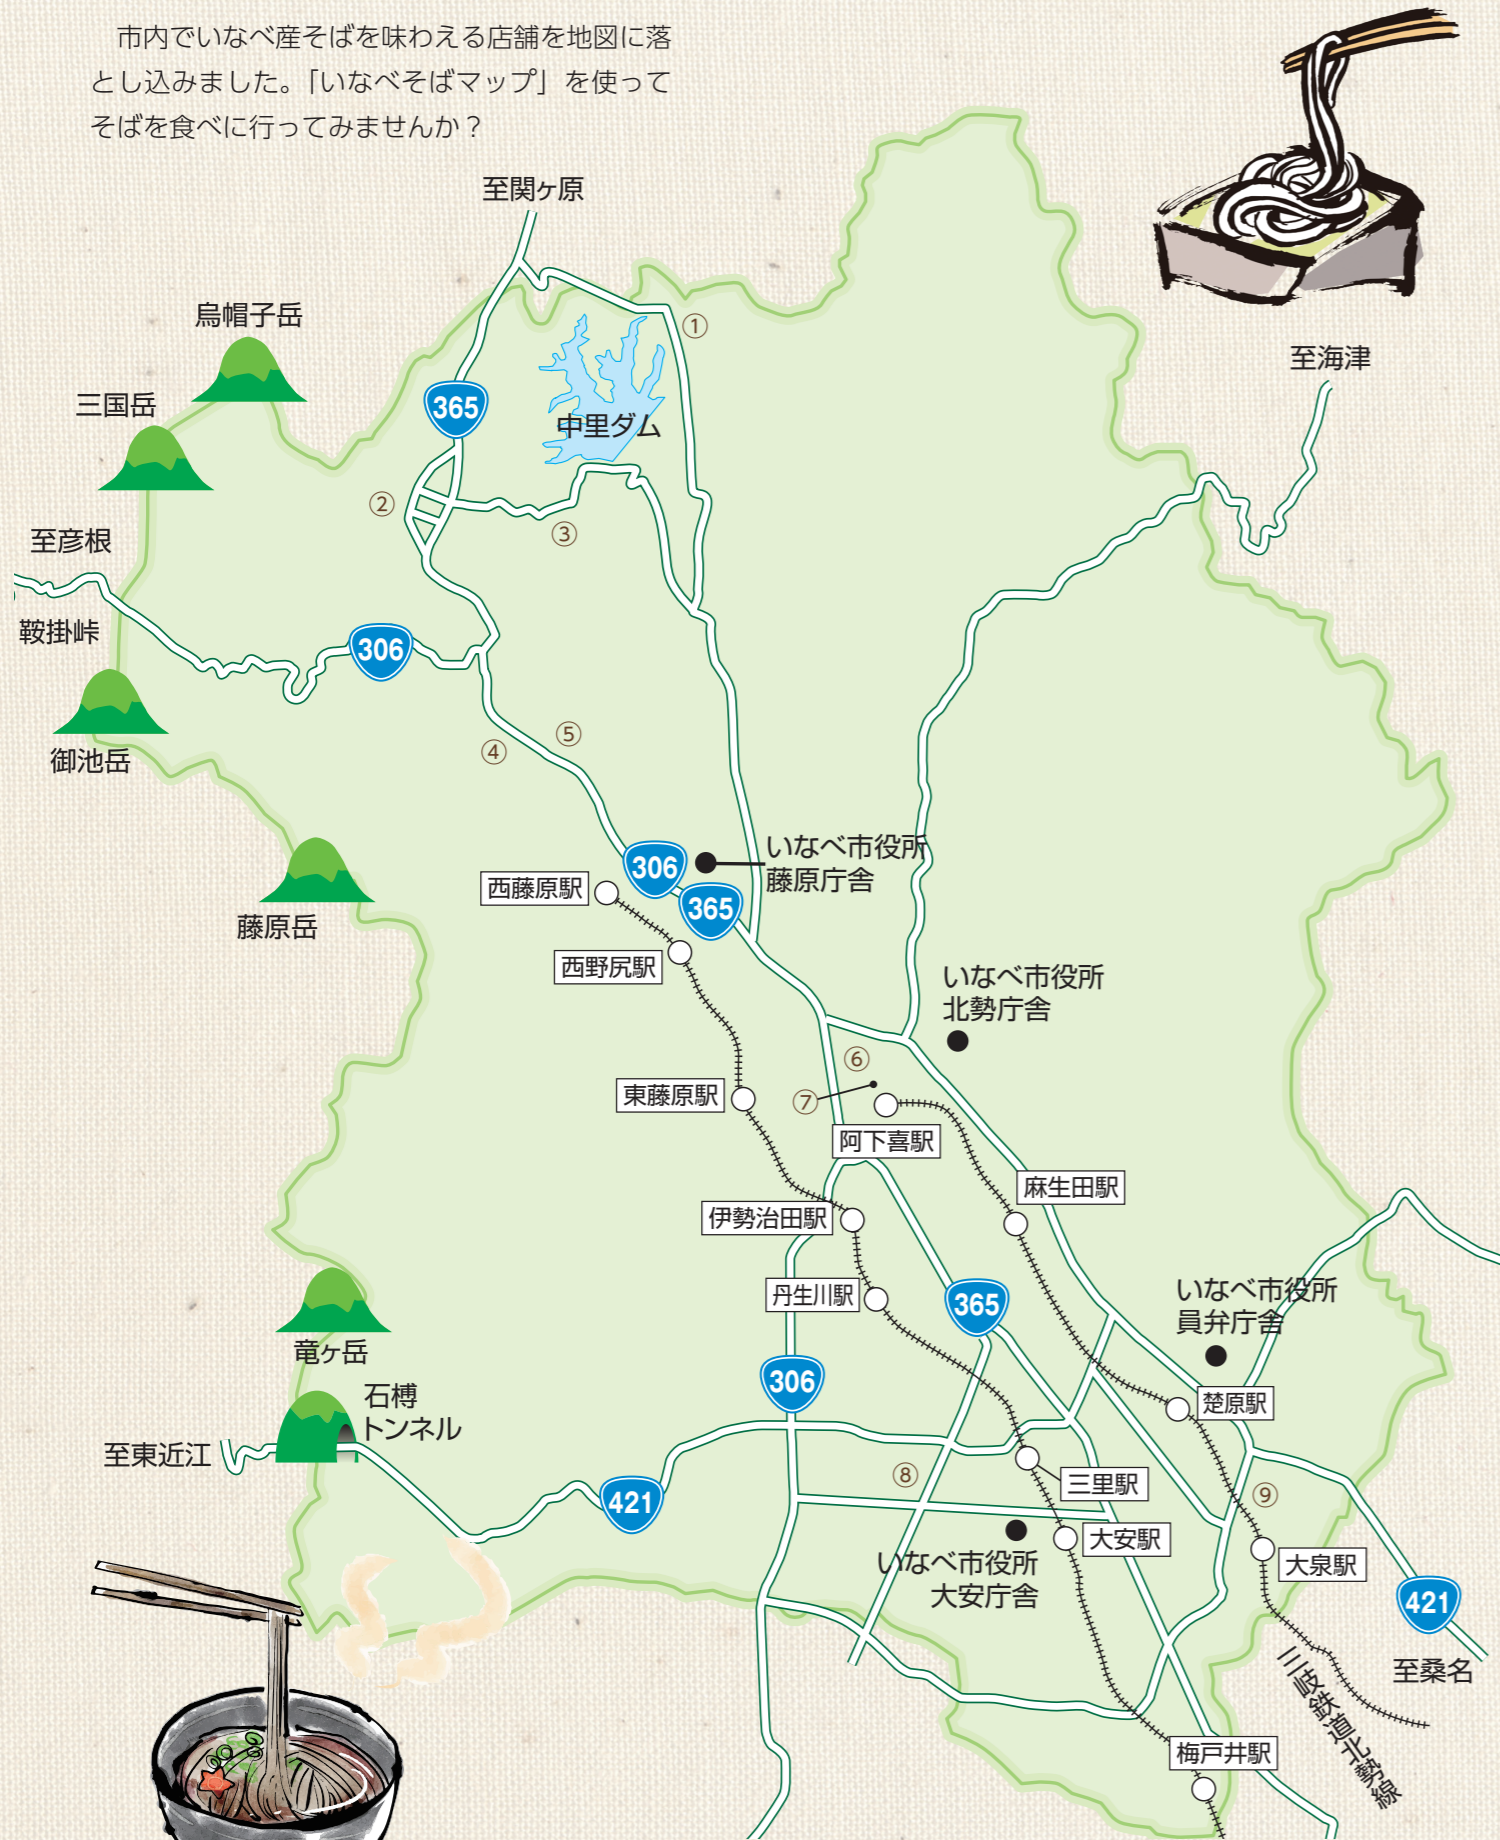 市内でいなべ産そばを味わえる店舗を地図に落
とし込みました。「いなべそばマップ」を使って
そばを食べに行ってみませんか？
至関ヶ原
烏帽子岳
①
至海津
三国岳
365
中里ダム
②
③
至彦根
鞍掛峠
306
御池岳
④
⑤
いなべ市役所
藤原庁舎
306
365
西藤原駅
藤原岳
西野尻駅
いなべ市役所
北勢庁舎
⑥
⑦
東藤原駅
阿下喜駅
麻生田駅
伊勢治田駅
丹生川駅
365
いなべ市役所
員弁庁舎
竜ヶ岳
306
石榑
トンネル
楚原駅
至東近江
⑧
三里駅
⑨
421
大安駅
いなべ市役所
大安庁舎
大泉駅
421
至桑名
三岐鉄道北勢線
梅戸井駅